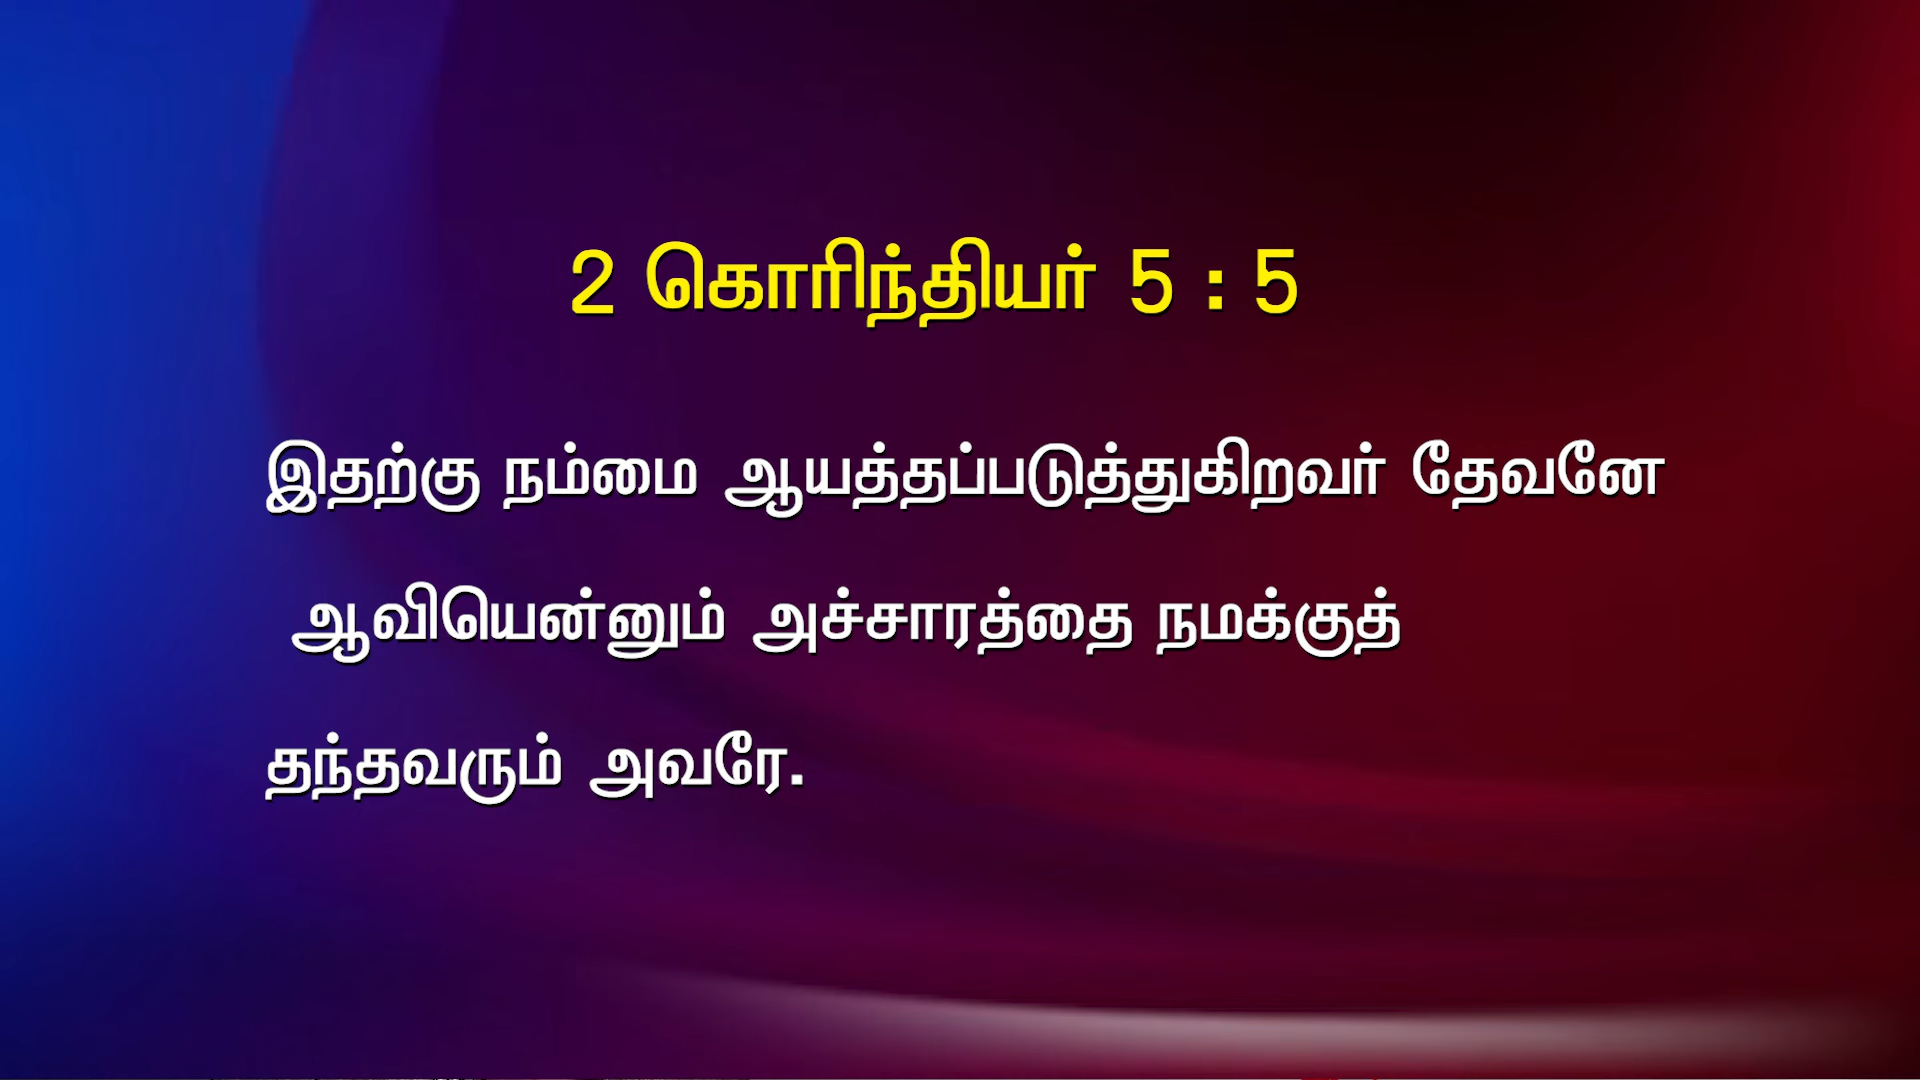 2 கொரிந்தியர் 5 : 5
இதற்கு நம்மை ஆயத்தப்படுத்துகிறவர் தேவனே
ஆவியென்னும் அச்சாரத்தை நமக்குத்
தந்தவரும் அவரே.